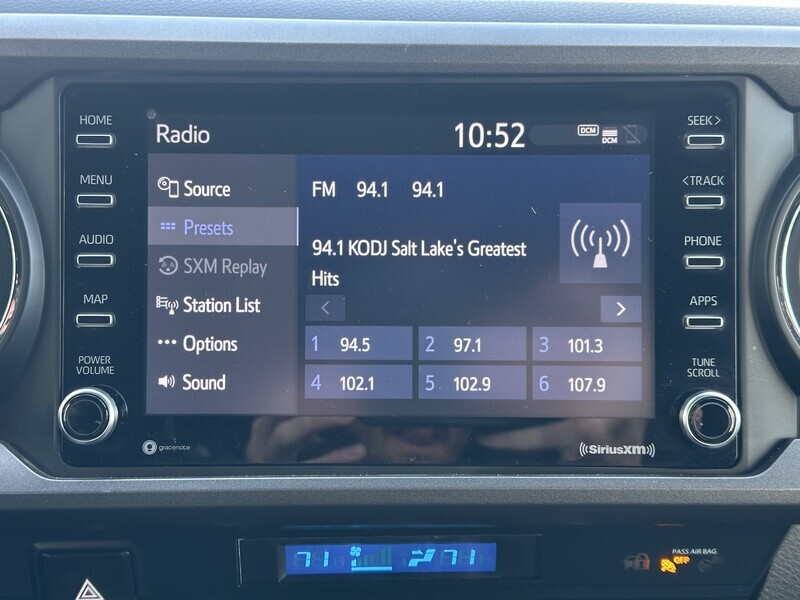 HOME
MENU
AUDIO
MAP
POWER
VOLUME
Radio
10:52
DCM
DCM
Source
Presets
SXM Replay
Station List
Options
Sound
FM 94.1 94.1
94.1 KODJ Salt Lake's Greatest
Hits
< >
1 94.5 2 97.1 3 101.3
4 102.1 5 102.9 6 107.9
SEEK>
<TRACK
PHONE
APPS
TUNE
SCROLL
gracenote
SiriusXM
71 71
PASS AIR BAG
OFF